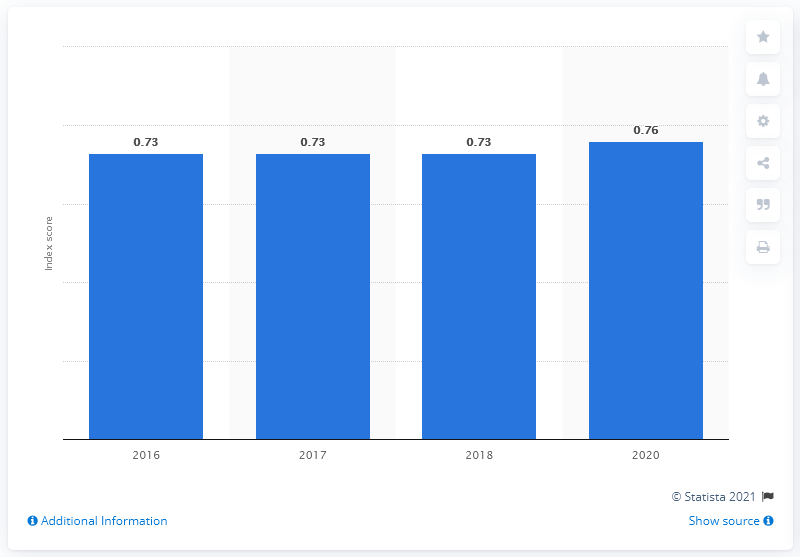 0.73 0.73 0.73 0.76
Index score
2016 2017 2018 2020
© Statista 2021
Additional Information Show source